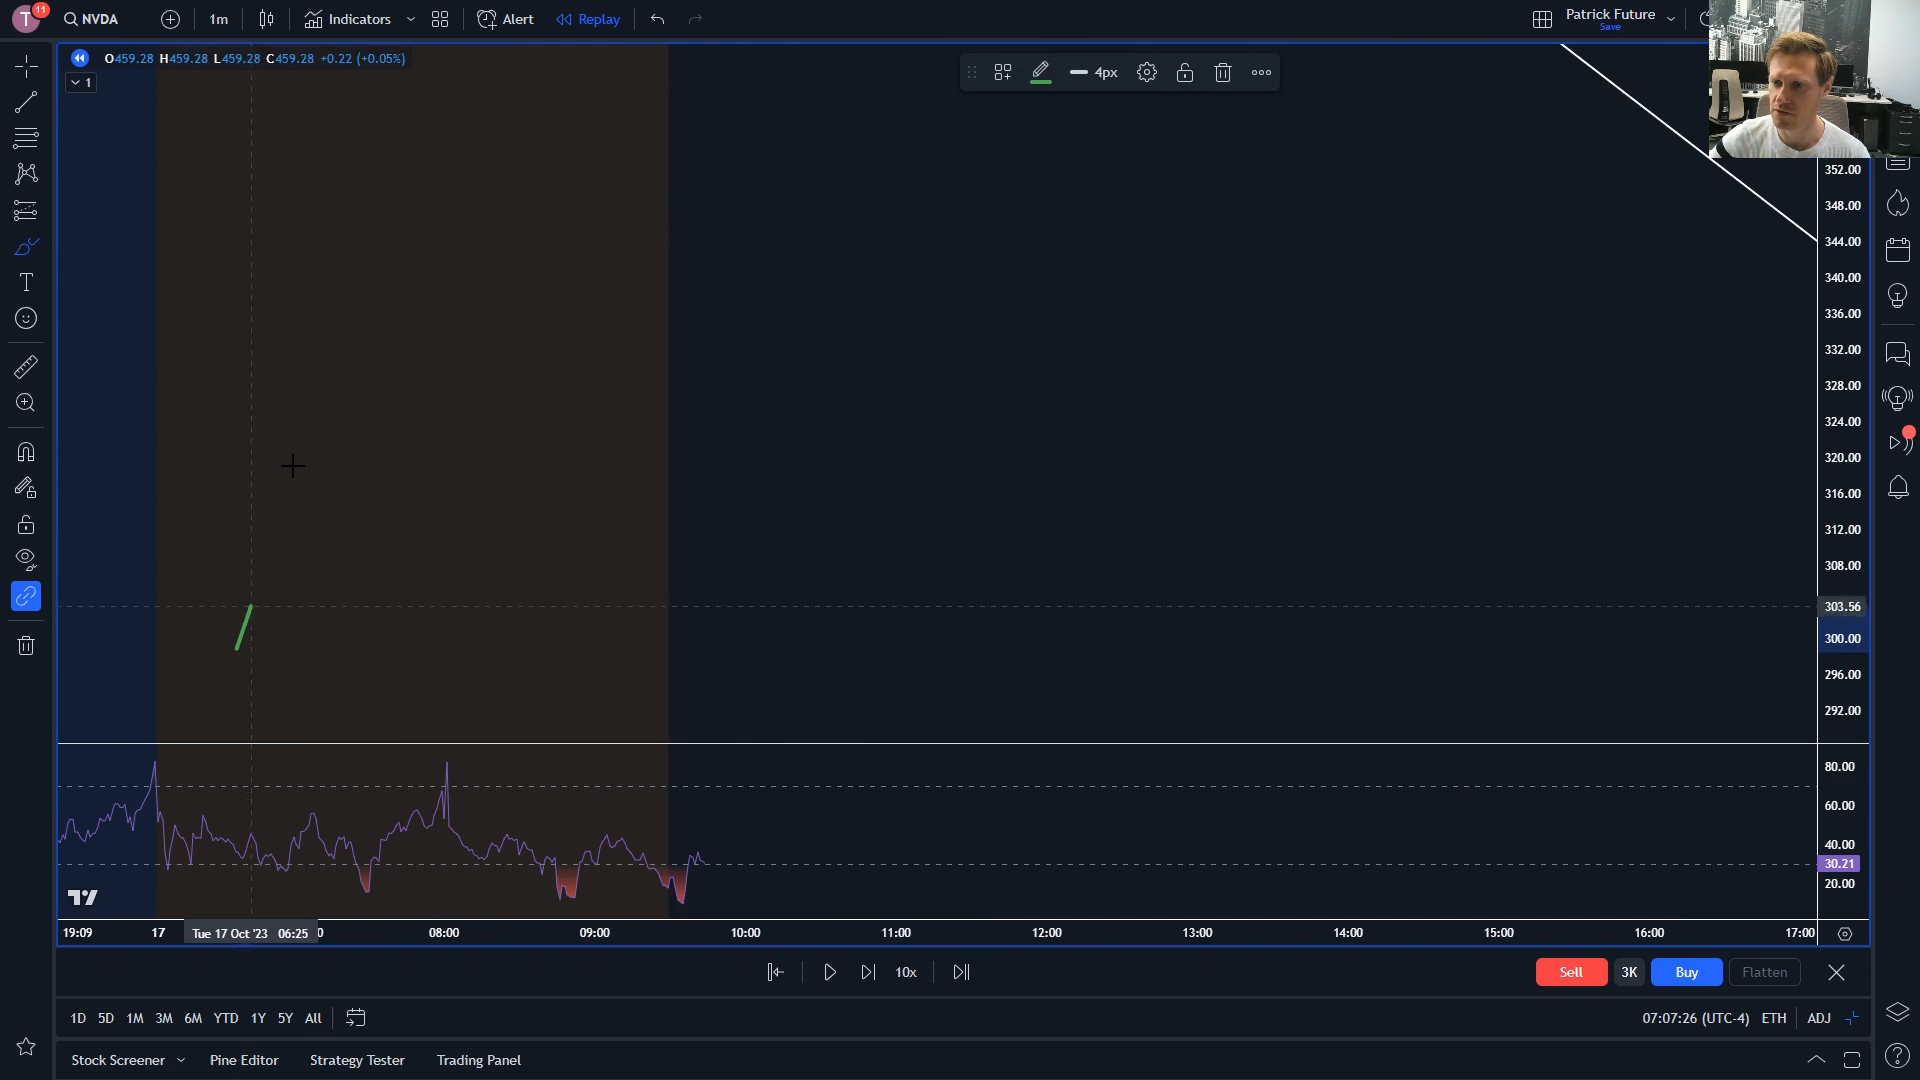 T 11 NVDA 1m Indicators Alert Replay Patrick Future
Save
O459.28 H459.28 L459.28 C459.28 +0.22 (+0.05%)
1
4px
352.00
348.00
344.00
340.00
336.00
332.00
328.00
324.00
320.00
316.00
312.00
308.00
303.56
300.00
296.00
292.00
80.00
60.00
40.00
30.21
20.00
19:09 17 Tue 17 Oct '23 06:25 0 08:00 09:00 10:00 11:00 12:00 13:00 14:00 15:00 16:00 17:00
10x Sell 3K Buy Flatten
1D 5D 1M 3M 6M YTD 1Y 5Y All 07:07:26 (UTC-4) ETH ADJ
Stock Screener Pine Editor Strategy Tester Trading Panel